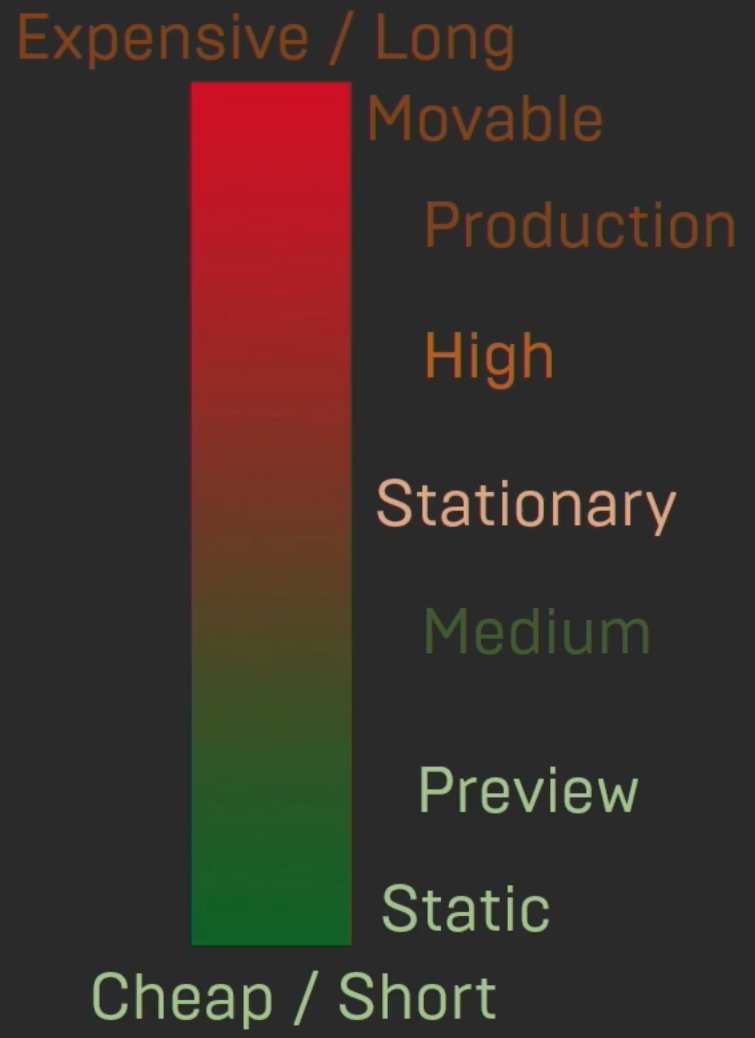 Expensive / Long
Movable
Production
High
Stationary
Medium
Preview
Static
Cheap / Short